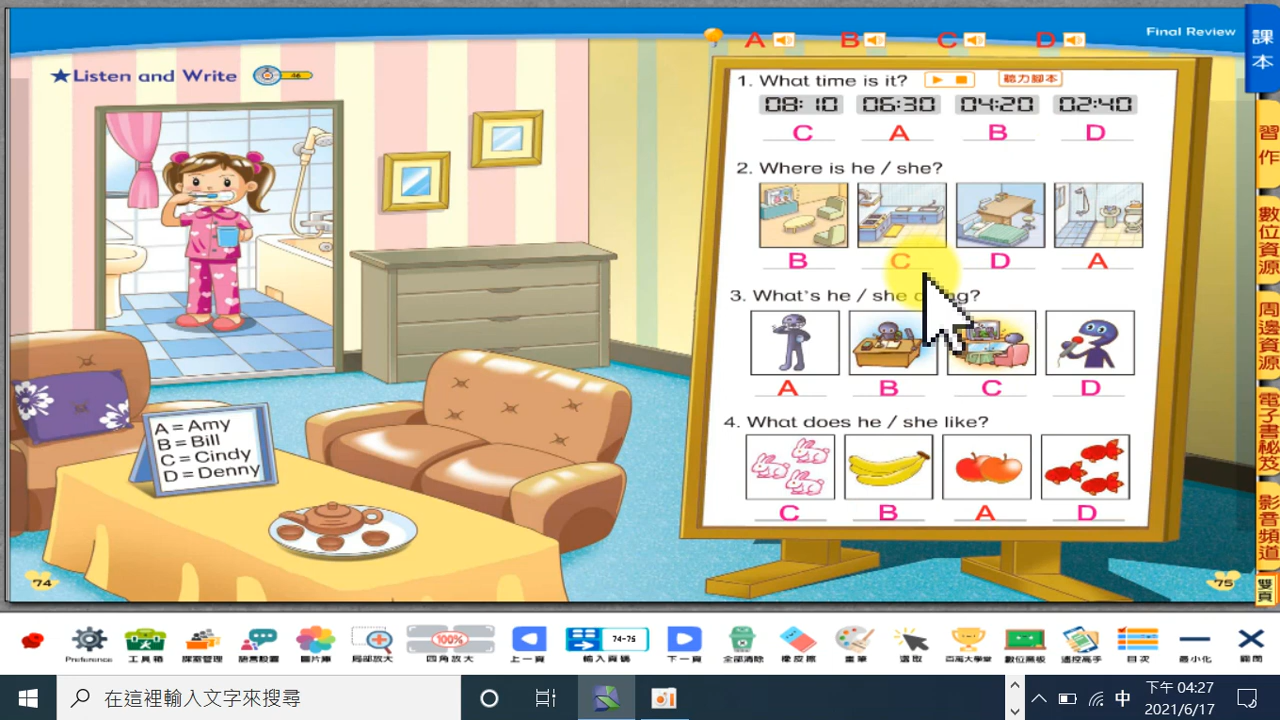 Final Review
A B C D
★Listen and Write 46
1. What time is it? 聽力腳本
08:10 06:30 04:20 02:40
C A B D
2. Where is he / she?
B C D A
3. What's he / she doing?
A B C D
4. What does he / she like?
C B A D
A = Amy
B = Bill
C = Cindy
D = Denny
74
75
課本
習作
數位資源
周邊資源
電子書秘笈
影音頻道
雙頁
100% 74-75
Preference 工具箱 課室管理 圖片庫 局部放大 四角放大 上一頁 輸入頁碼 下一頁 全部清除 橡皮擦 畫筆 選取 百萬大學堂 數位黑板 遙控高手 目次 最小化 關閉
在這裡輸入文字來搜尋
中
下午 04:27
2021/6/17